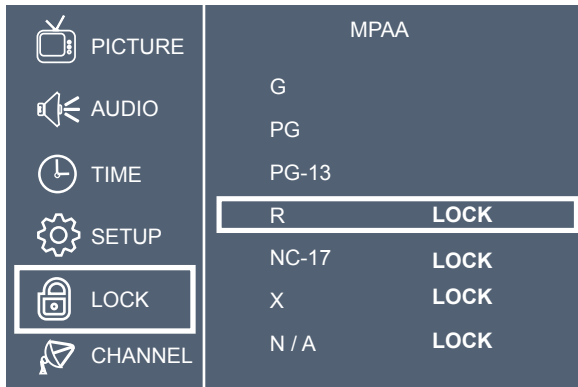 PICTURE
AUDIO
TIME
SETUP
LOCK
CHANNEL
MPAA
G
PG
PG-13
R LOCK
NC-17 LOCK
X LOCK
N / A LOCK